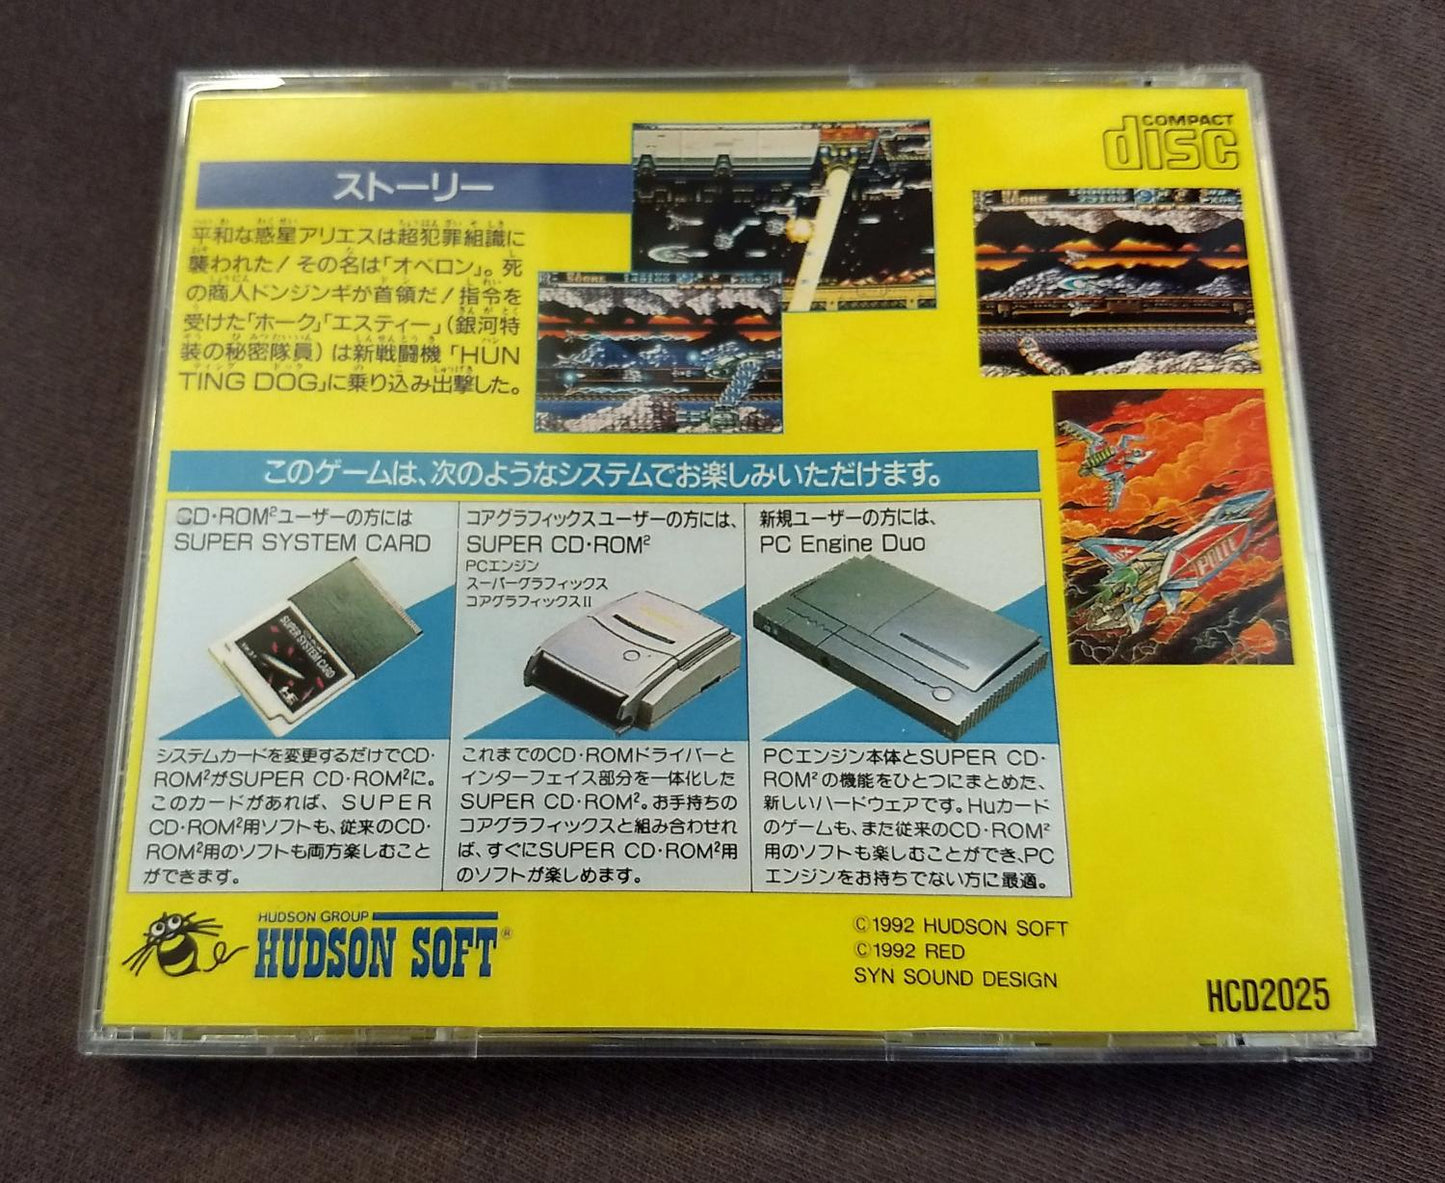 COMPACT
disc
ストーリー
平和な惑星アリエスは超犯罪組識に
襲われた！その名は「オベロン」。死
の商人ドンジンギが首領だ！指令を
受けた「ホーク」「エスティー」（銀河特
装の秘密隊員）は新戦闘機「HUN
TING DOG」に乗り込み出撃した。
このゲームは、次のようなシステムでお楽しみいただけます。
CD・ROM²ユーザーの方には
SUPER SYSTEM CARD
SUPER SYSTEM CARD
システムカードを変更するだけでCD・
ROM²がSUPER CD・ROM²に。
このカードがあれば、SUPER
CD・ROM²用ソフトも、従来のCD・
ROM²用のソフトも両方楽しむこと
ができます。
コアグラフィックスユーザーの方には、
SUPER CD・ROM²
PCエンジン
スーパーグラフィックス
コアグラフィックスII
これまでのCD・ROMドライバーと
インターフェイス部分を一体化した
SUPER CD・ROM²。お手持ちの
コアグラフィックスと組み合わせれ
ば、すぐにSUPER CD・ROM²用
のソフトが楽しめます。
新規ユーザーの方には、
PC Engine Duo
PCエンジン本体とSUPER CD・
ROM²の機能をひとつにまとめた、
新しいハードウェアです。Huカード
のゲームも、また従来のCD・ROM²
用のソフトも楽しむことができ、PC
エンジンをお持ちでない方に最適。
HUDSON GROUP
HUDSON SOFT®
©1992 HUDSON SOFT
©1992 RED
SYN SOUND DESIGN
HCD2025